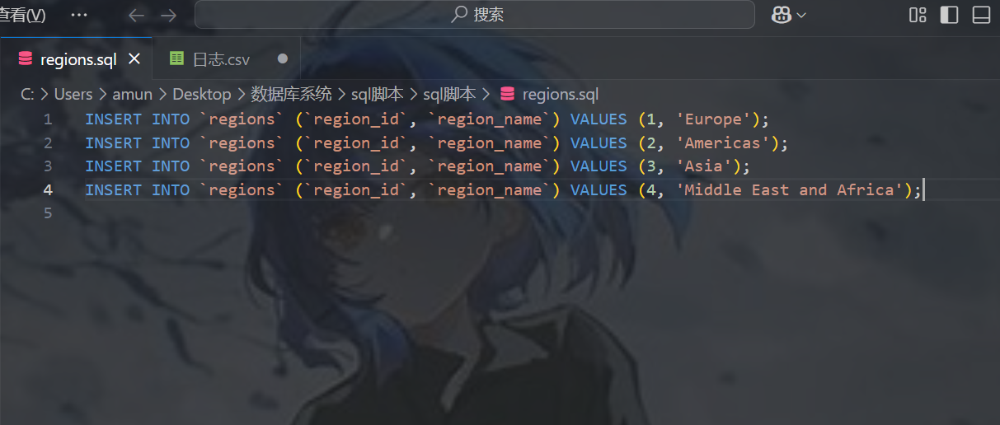 查看(V) ··· 搜索
regions.sql 日志.csv
C: > Users > amun > Desktop > 数据库系统 > sql脚本 > sql脚本 > regions.sql
1 INSERT INTO `regions` (`region_id`, `region_name`) VALUES (1, 'Europe');
2 INSERT INTO `regions` (`region_id`, `region_name`) VALUES (2, 'Americas');
3 INSERT INTO `regions` (`region_id`, `region_name`) VALUES (3, 'Asia');
4 INSERT INTO `regions` (`region_id`, `region_name`) VALUES (4, 'Middle East and Africa');
5